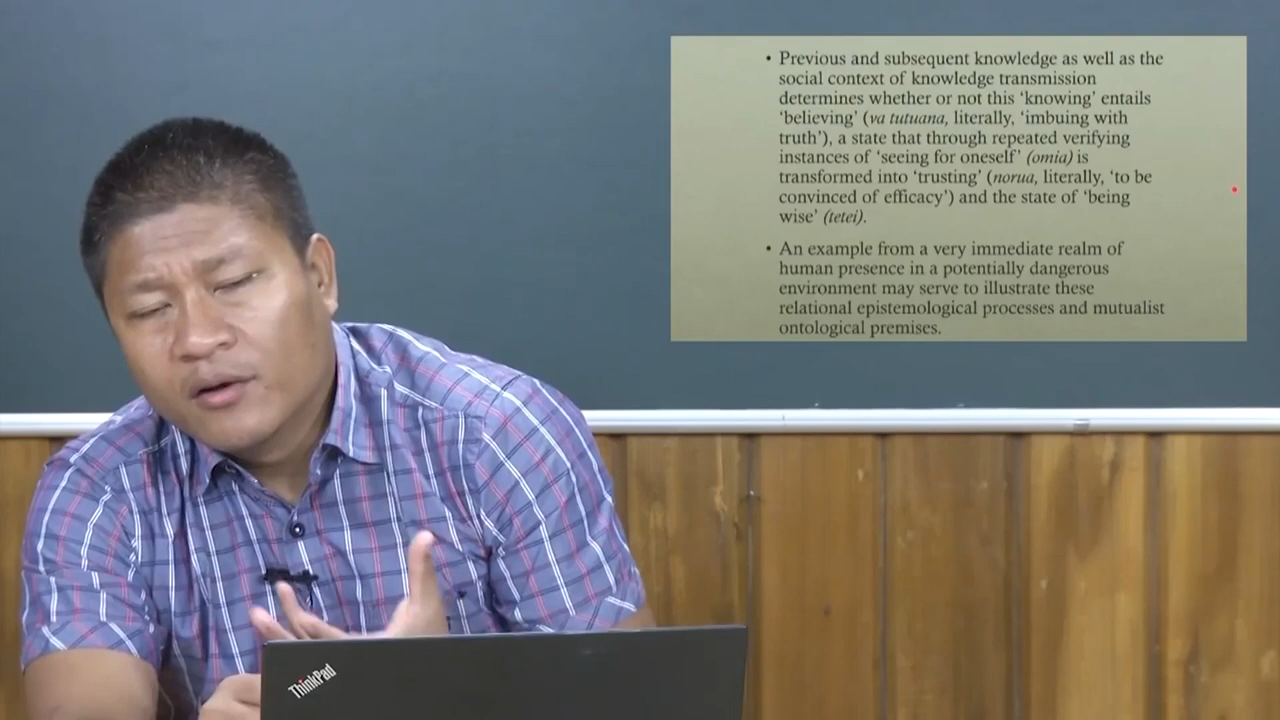 • Previous and subsequent knowledge as well as the
social context of knowledge transmission
determines whether or not this ‘knowing’ entails
‘believing’ (va tutuana, literally, ‘imbuing with
truth’), a state that through repeated verifying
instances of ‘seeing for oneself’ (omia) is
transformed into ‘trusting’ (norua, literally, ‘to be
convinced of efficacy’) and the state of ‘being
wise’ (tetei).
• An example from a very immediate realm of
human presence in a potentially dangerous
environment may serve to illustrate these
relational epistemological processes and mutualist
ontological premises.
ThinkPad